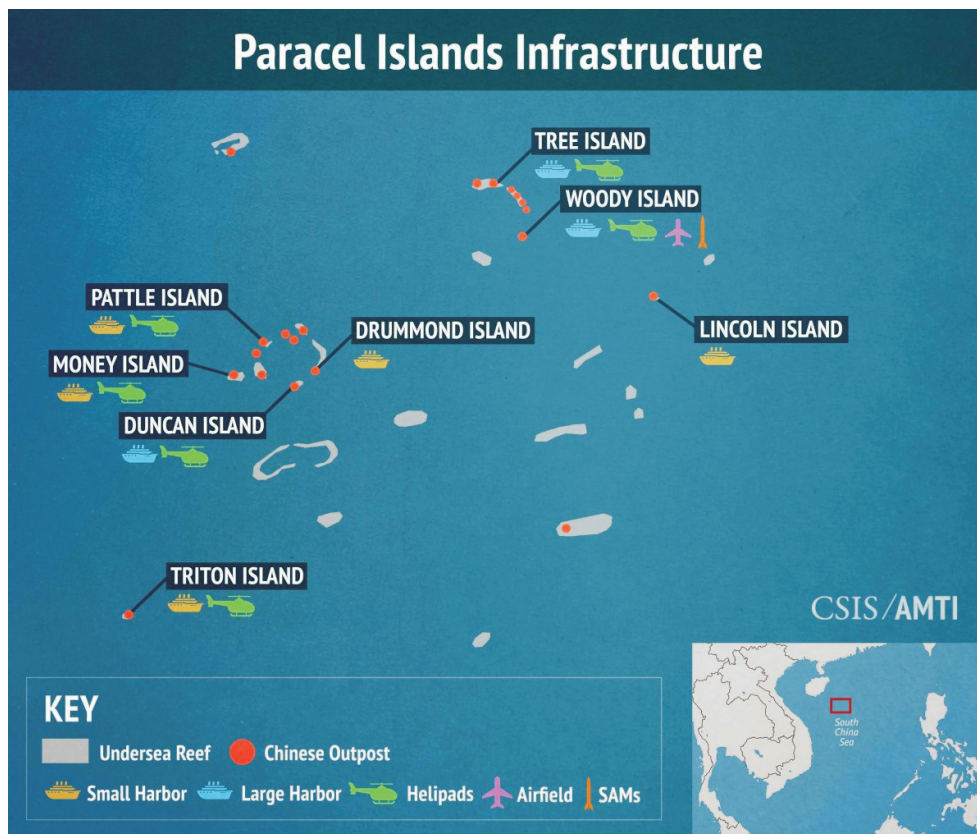 Paracel Islands Infrastructure
TREE ISLAND
WOODY ISLAND
PATTLE ISLAND
DRUMMOND ISLAND
LINCOLN ISLAND
MONEY ISLAND
DUNCAN ISLAND
TRITON ISLAND
CSIS/AMTI
KEY
Undersea Reef
Chinese Outpost
Small Harbor
Large Harbor
Helipads
Airfield
SAMs
South
China
Sea